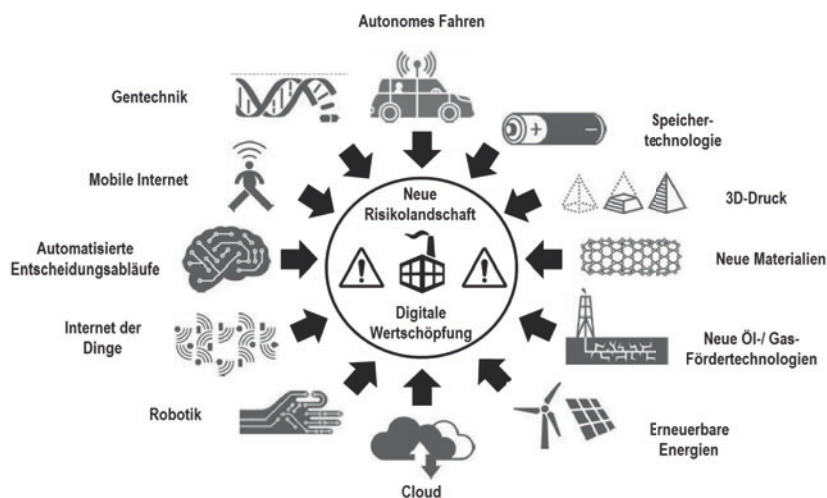 Autonomes Fahren
Gentechnik
Speicher-
technologie
Mobile Internet
3D-Druck
Neue
Risikolandschaft
Automatisierte
Entscheidungsabläufe
Neue Materialien
Digitale
Wertschöpfung
Internet der
Dinge
Neue Öl-/ Gas-
Fördertechnologien
Robotik
Erneuerbare
Energien
Cloud